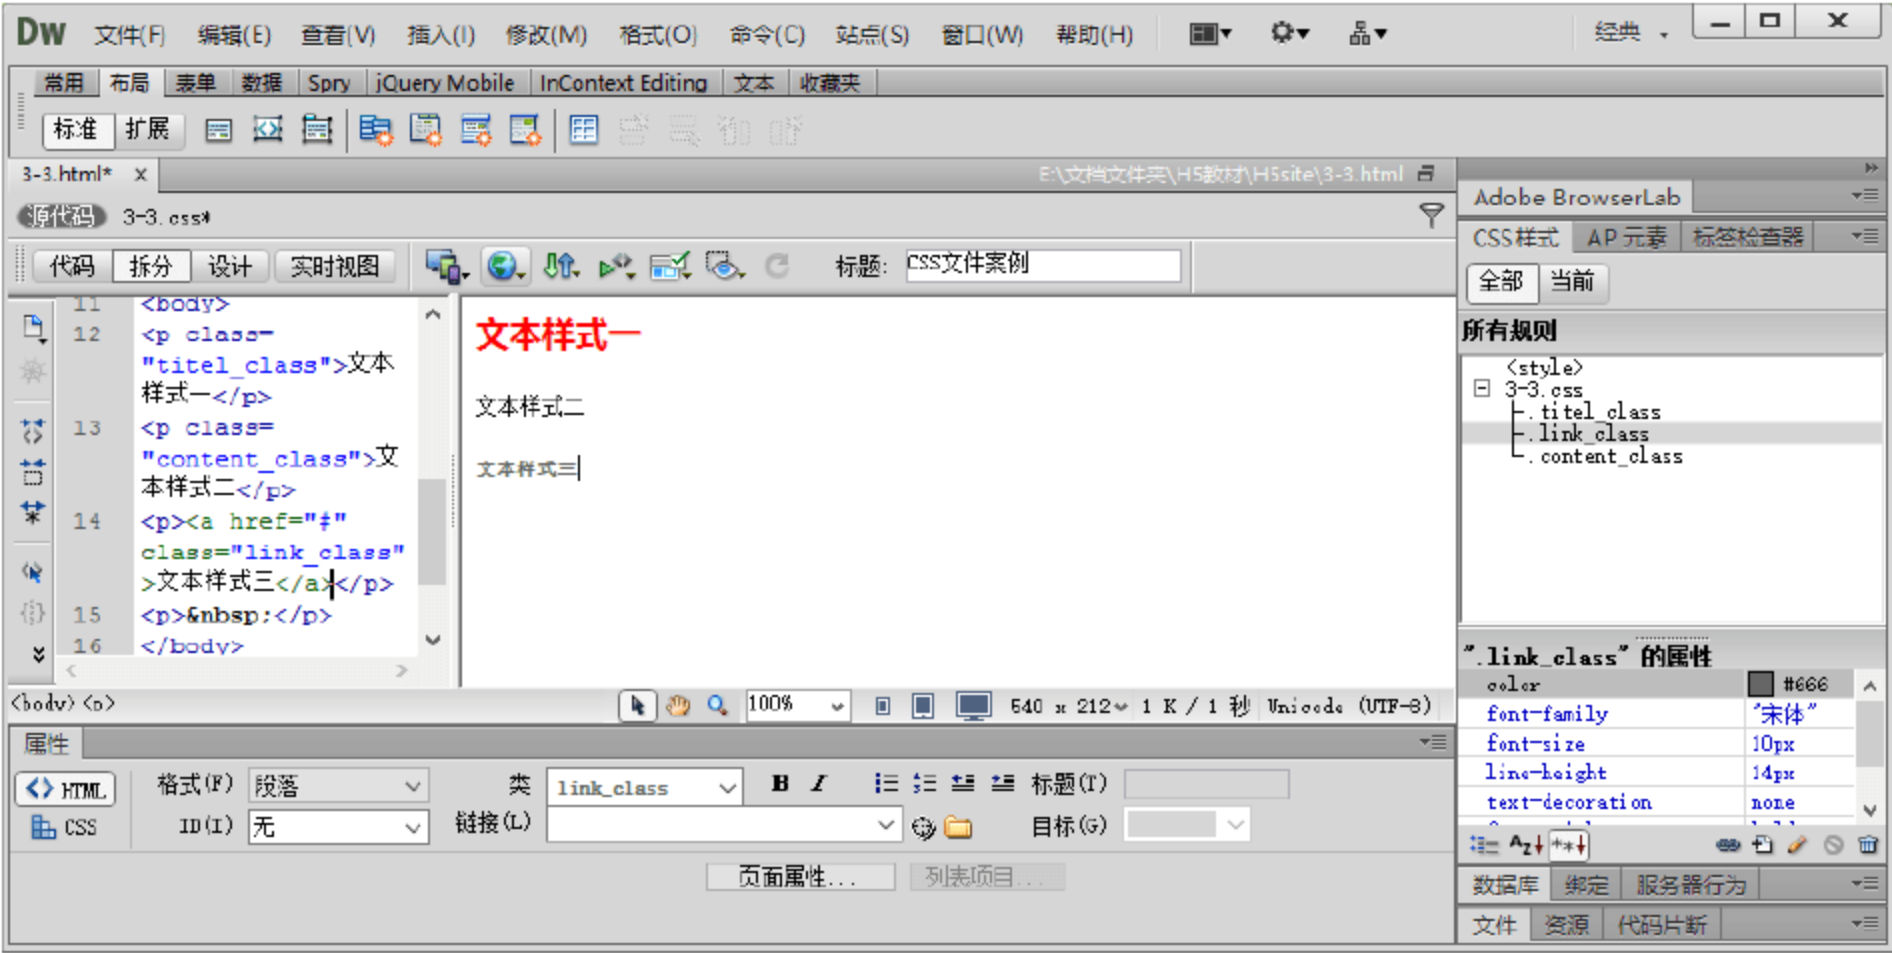 Dw 文件(F) 编辑(E) 查看(V) 插入(I) 修改(M) 格式(O) 命令(C) 站点(S) 窗口(W) 帮助(H) 经典
常用 布局 表单 数据 Spry jQuery Mobile InContext Editing 文本 收藏夹
标准 扩展
3-3.html* x E:\文档文件夹\H5教材\H5site\3-3.html
源代码 3-3.css*
代码 拆分 设计 实时视图 标题: CSS文件案例
11 <body>
12 <p class=
"titel_class">文本
样式一</p>
13 <p class=
"content_class">文
本样式二</p>
14 <p><a href="#"
class="link_class"
>文本样式三</a></p>
15 <p>&nbsp;</p>
16 </body>
文本样式一
文本样式二
文本样式三
<body> <p> 100% 540 x 212 1 K / 1 秒 Unicode (UTF-8)
属性
<> HTML 格式(F) 段落 类 link_class B I 标题(T)
CSS ID(I) 无 链接(L) 目标(G)
页面属性... 列表项目...
Adobe BrowserLab
CSS样式 AP 元素 标签检查器
全部 当前
所有规则
<style>
3-3.css
.titel_class
.link_class
.content_class
".link_class" 的属性
color #666
font-family "宋体"
font-size 10px
line-height 14px
text-decoration none
数据库 绑定 服务器行为
文件 资源 代码片断